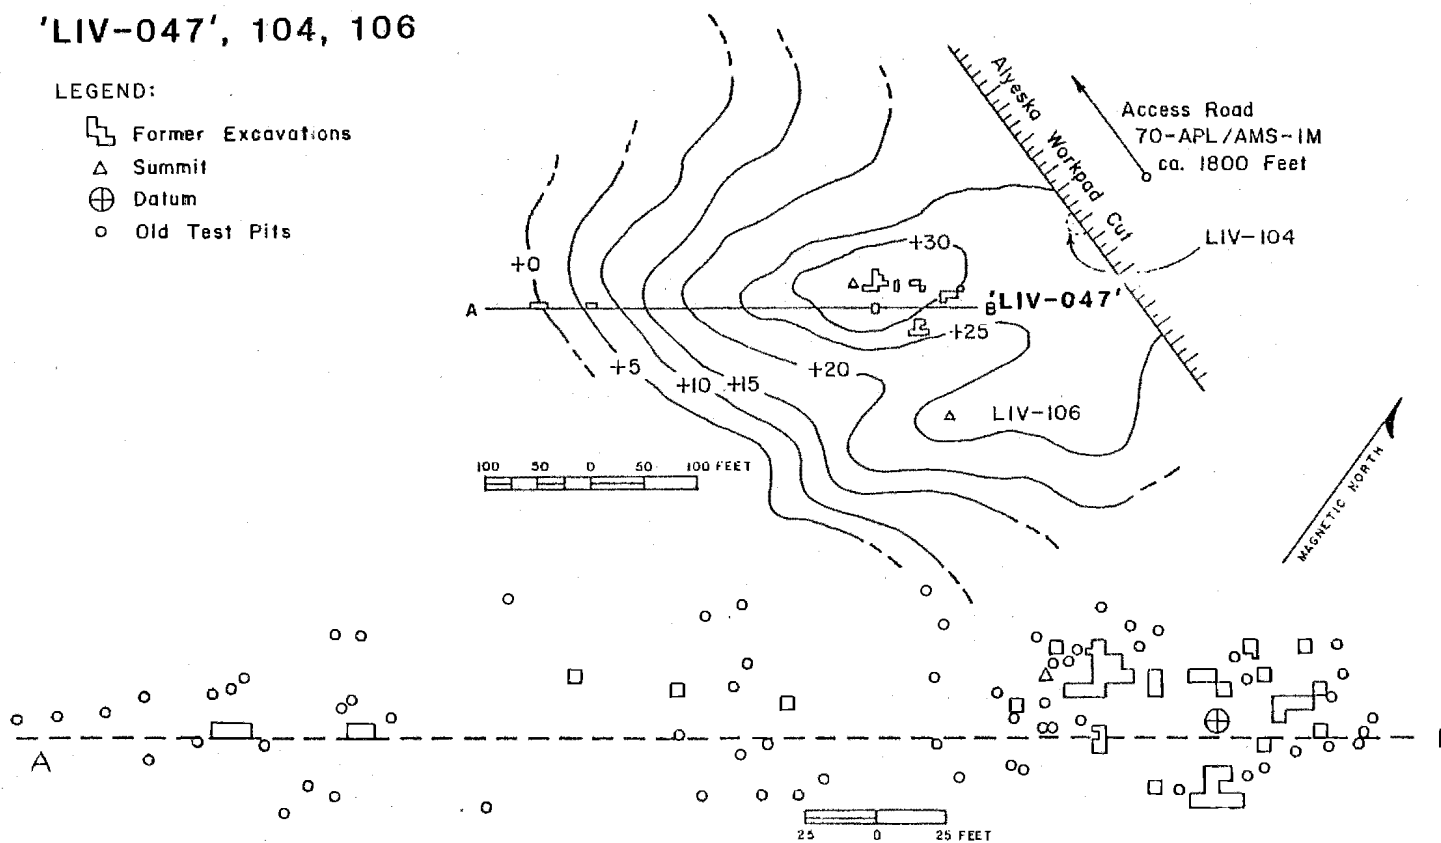 'LIV-047', 104, 106
LEGEND:
Former Excavations
Summit
Datum
Old Test Pits
Alyeska Workpad Cut
Access Road
70-APL/AMS-1M
ca. 1800 Feet
LIV-104
+30
+0
A
B
'LIV-047'
+25
+5
+10
+15
+20
LIV-106
100 50 0 50 100 FEET
MAGNETIC NORTH
A
25 0 25 FEET